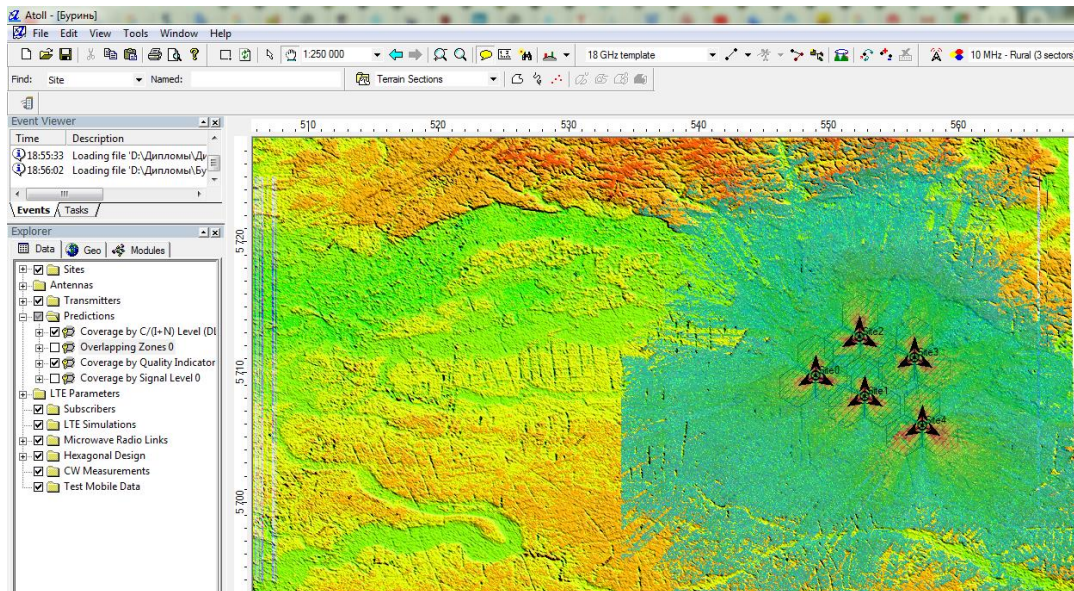 Atoll - [Буринь]
File Edit View Tools Window Help
1:250 000 18 GHz template 10 MHz - Rural (3 sectors
Find: Site Named: Terrain Sections
Event Viewer
Time Description
18:55:33 Loading file 'D:\Дипломы\Ди
18:56:02 Loading file 'D:\Дипломы\Бу
Events Tasks
Explorer
Data Geo Modules
Sites
Antennas
Transmitters
Predictions
Coverage by C/(I+N) Level (DL
Overlapping Zones 0
Coverage by Quality Indicator
Coverage by Signal Level 0
LTE Parameters
Subscribers
LTE Simulations
Microwave Radio Links
Hexagonal Design
CW Measurements
Test Mobile Data
510 520 530 540 550 560
5 720
5 710
5 700
Site2
Site3
Site0
Site1
Site4